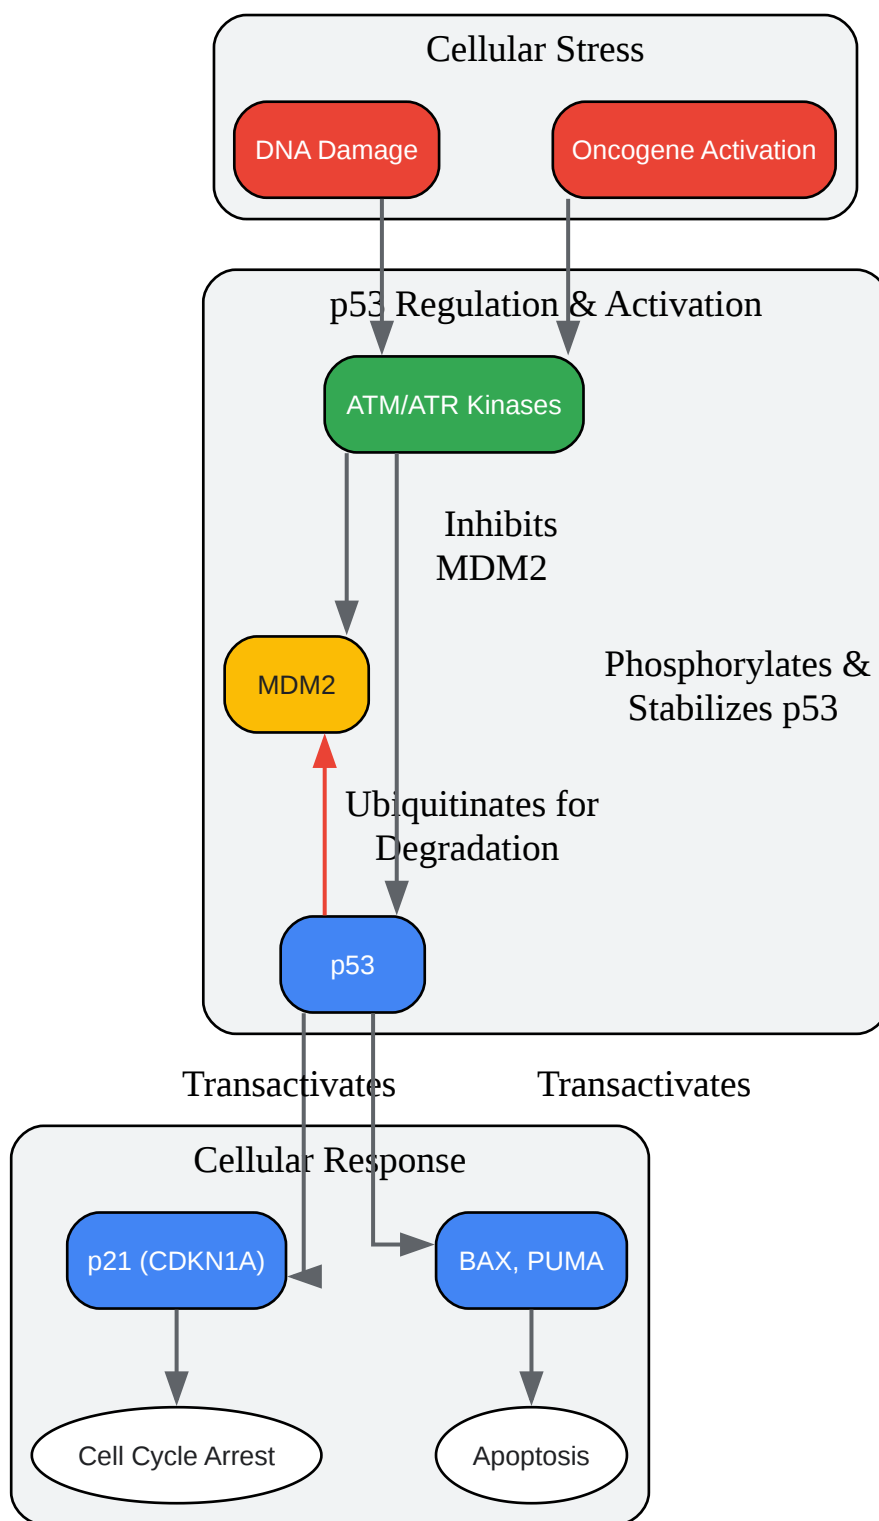 Cellular Stress
DNA Damage
Oncogene Activation
p53 Regulation & Activation
ATM/ATR Kinases
Inhibits
MDM2
Phosphorylates &
Stabilizes p53
MDM2
Ubiquitinates for
Degradation
p53
Transactivates
Transactivates
Cellular Response
p21 (CDKN1A)
BAX, PUMA
Cell Cycle Arrest
Apoptosis